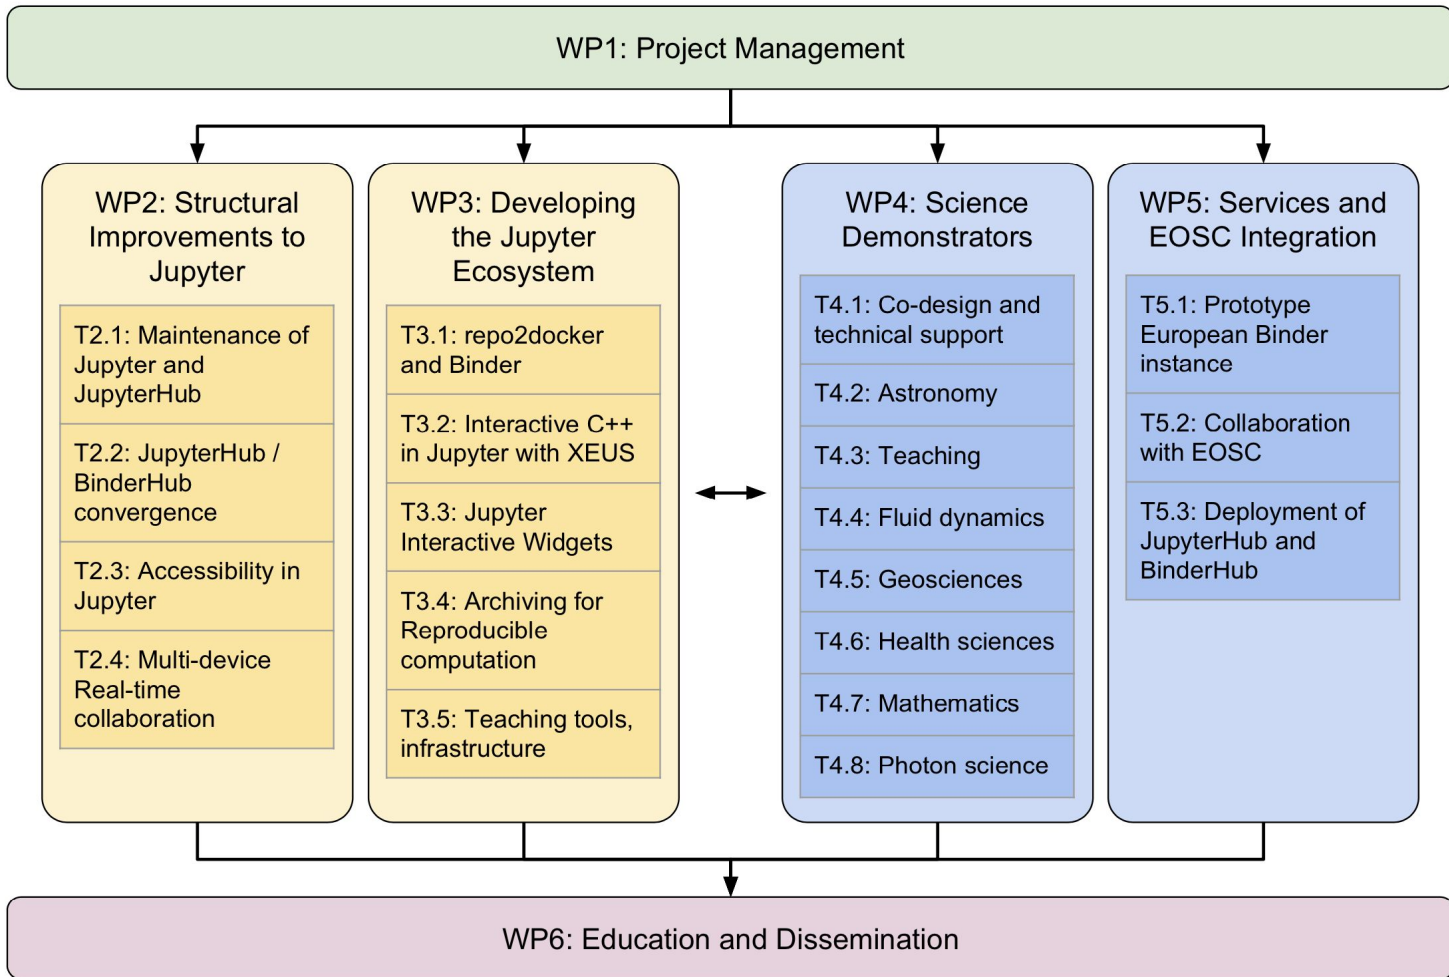 WP1: Project Management
WP2: Structural
Improvements to
Jupyter
T2.1: Maintenance of
Jupyter and
JupyterHub
T2.2: JupyterHub /
BinderHub
convergence
T2.3: Accessibility in
Jupyter
T2.4: Multi-device
Real-time
collaboration
WP3: Developing
the Jupyter
Ecosystem
T3.1: repo2docker
and Binder
T3.2: Interactive C++
in Jupyter with XEUS
T3.3: Jupyter
Interactive Widgets
T3.4: Archiving for
Reproducible
computation
T3.5: Teaching tools,
infrastructure
WP4: Science
Demonstrators
T4.1: Co-design and
technical support
T4.2: Astronomy
T4.3: Teaching
T4.4: Fluid dynamics
T4.5: Geosciences
T4.6: Health sciences
T4.7: Mathematics
T4.8: Photon science
WP5: Services and
EOSC Integration
T5.1: Prototype
European Binder
instance
T5.2: Collaboration
with EOSC
T5.3: Deployment of
JupyterHub and
BinderHub
WP6: Education and Dissemination